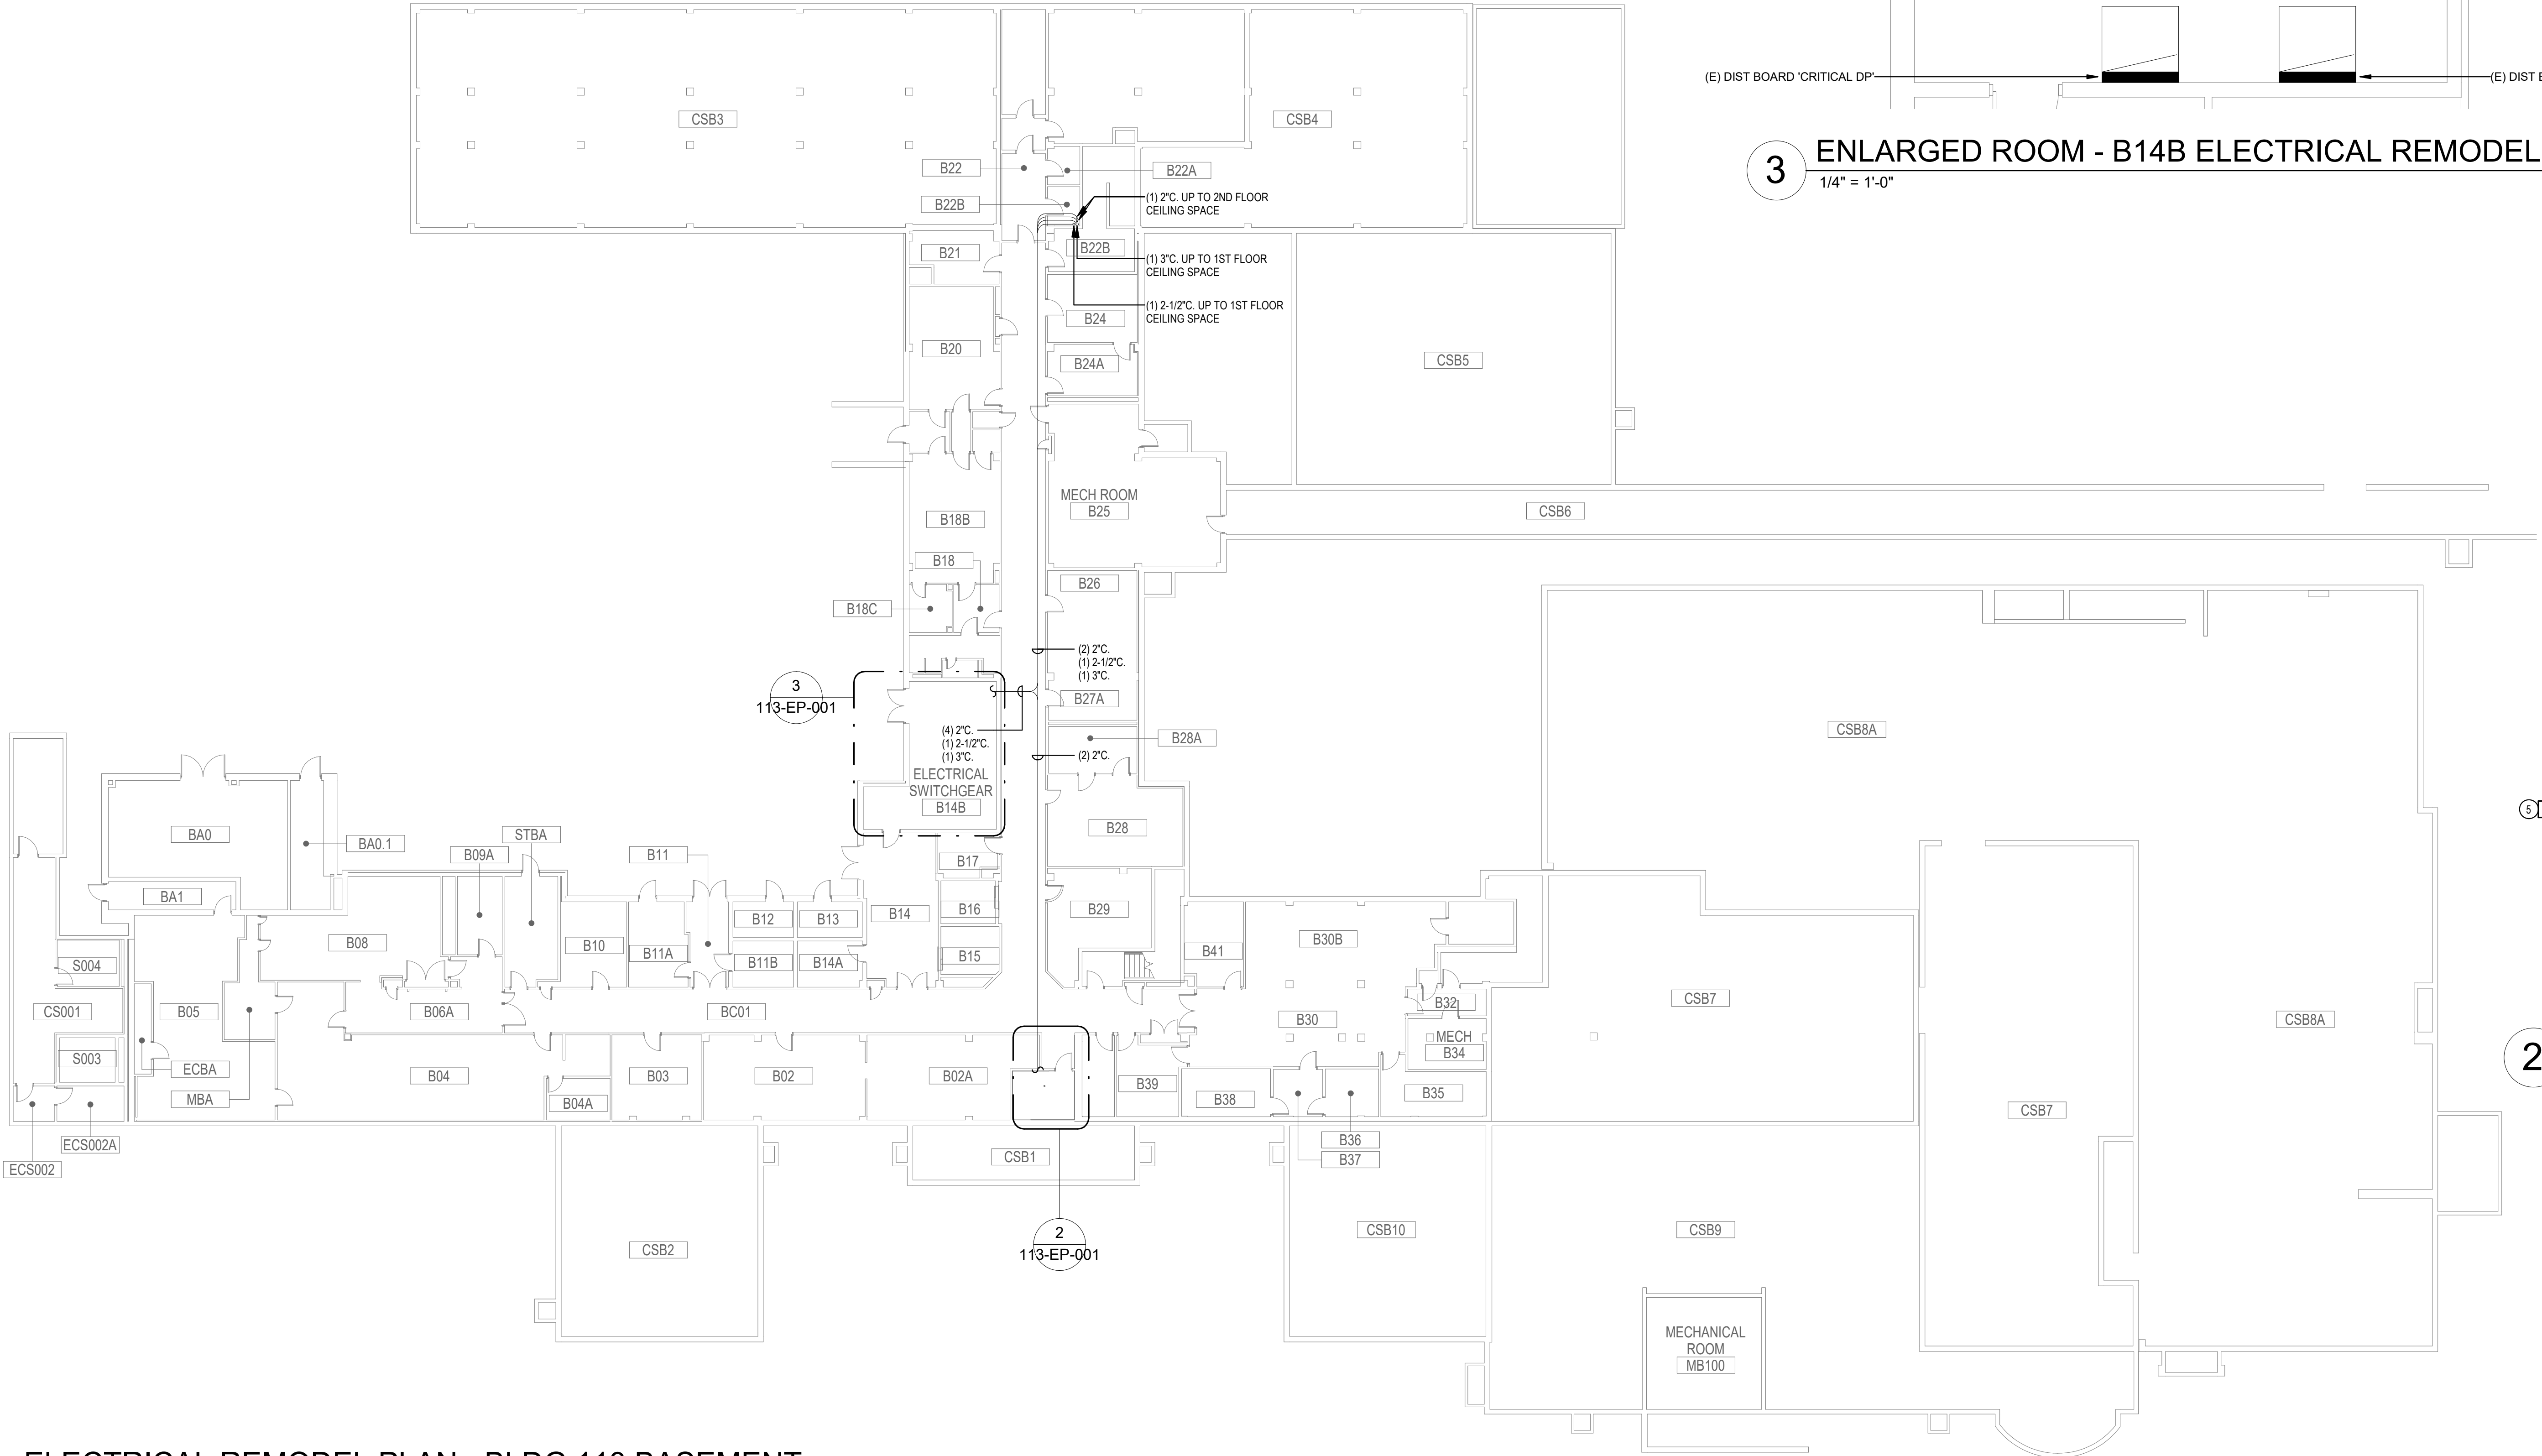 (E) DIST BOARD 'CRITICAL DP'
(E) DIST
3
ENLARGED ROOM - B14B ELECTRICAL REMODEL
1/4" = 1'-0"
CSB3
CSB4
B22
B22A
B22B
(1) 2"C. UP TO 2ND FLOOR
CEILING SPACE
B21
B22B
(1) 3"C. UP TO 1ST FLOOR
CEILING SPACE
(1) 2-1/2"C. UP TO 1ST FLOOR
CEILING SPACE
B24
B20
B24A
CSB5
MECH ROOM
B25
B18B
CSB6
B18
B26
B18C
(2) 2"C.
(1) 2-1/2"C.
(1) 3"C.
3
113-EP-001
B27A
(4) 2"C.
(1) 2-1/2"C.
(1) 3"C.
B28A
CSB8A
(2) 2"C.
ELECTRICAL
SWITCHGEAR
B14B
5
BA0
BA0.1
STBA
B09A
B11
B28
B17
BA1
B12
B13
B14
B16
B29
B08
B10
B11A
B11B
B14A
B15
B41
B30B
S004
CS001
B05
B06A
BC01
B30
B32
CSB7
CSB8A
MECH
B34
2
S003
ECBA
MBA
B04
B04A
B03
B02
B02A
B39
B38
B35
CSB7
ECS002A
ECS002
B36
B37
CSB1
2
113-EP-001
CSB2
CSB10
CSB9
MECHANICAL
ROOM
MB100